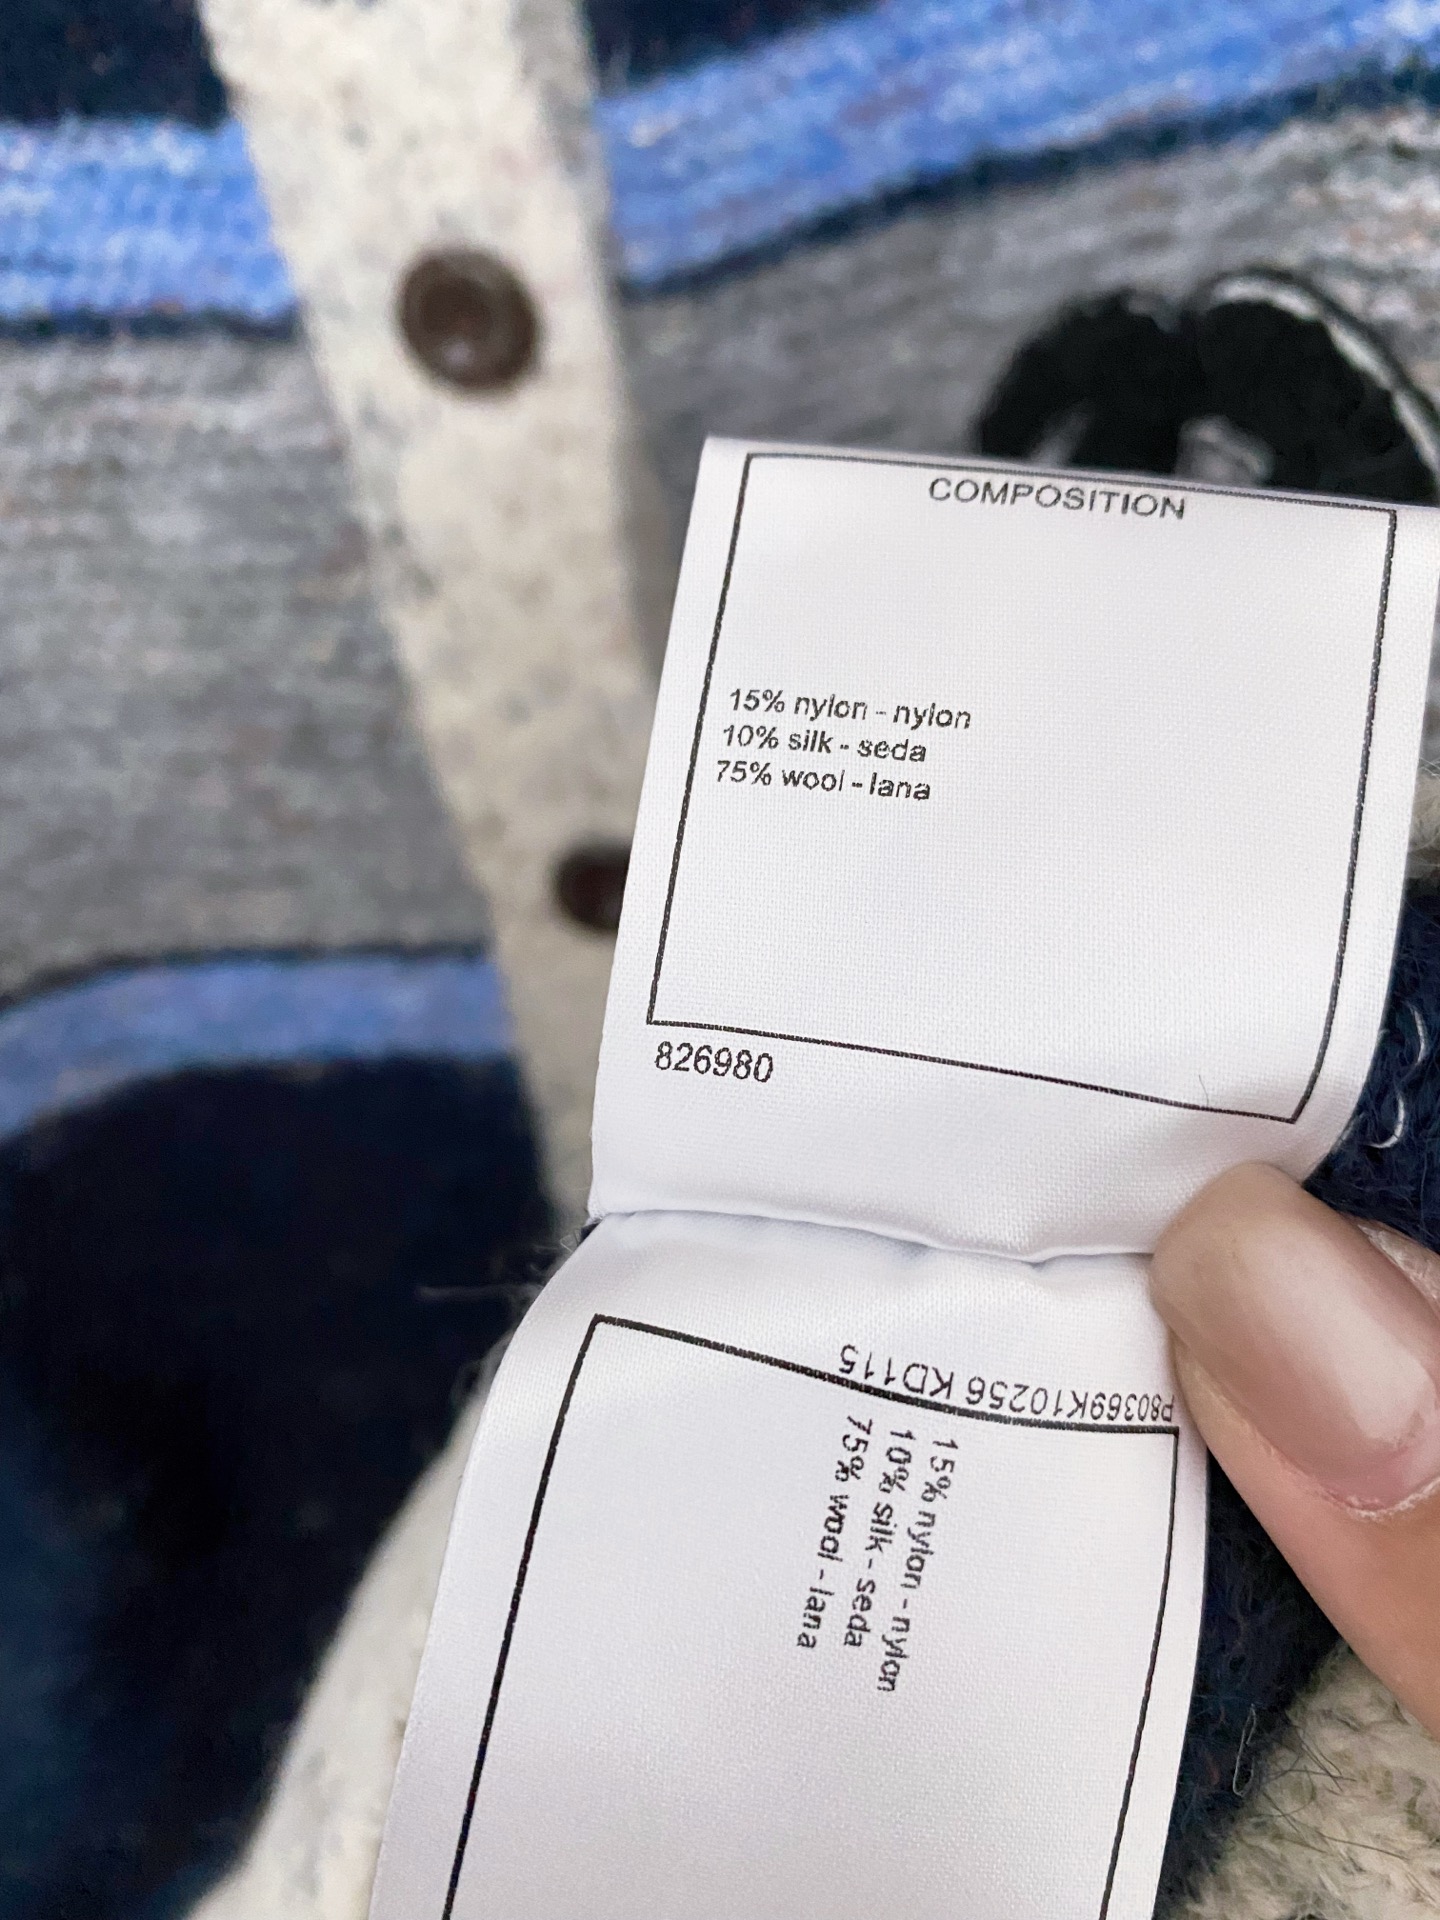 COMPOSITION
15% nylon - nylon
10% silk - seda
75% wool - lana
826980
P80369K10256 KD115
15% nylon - nylon
10% silk - seda
75% wool - lana